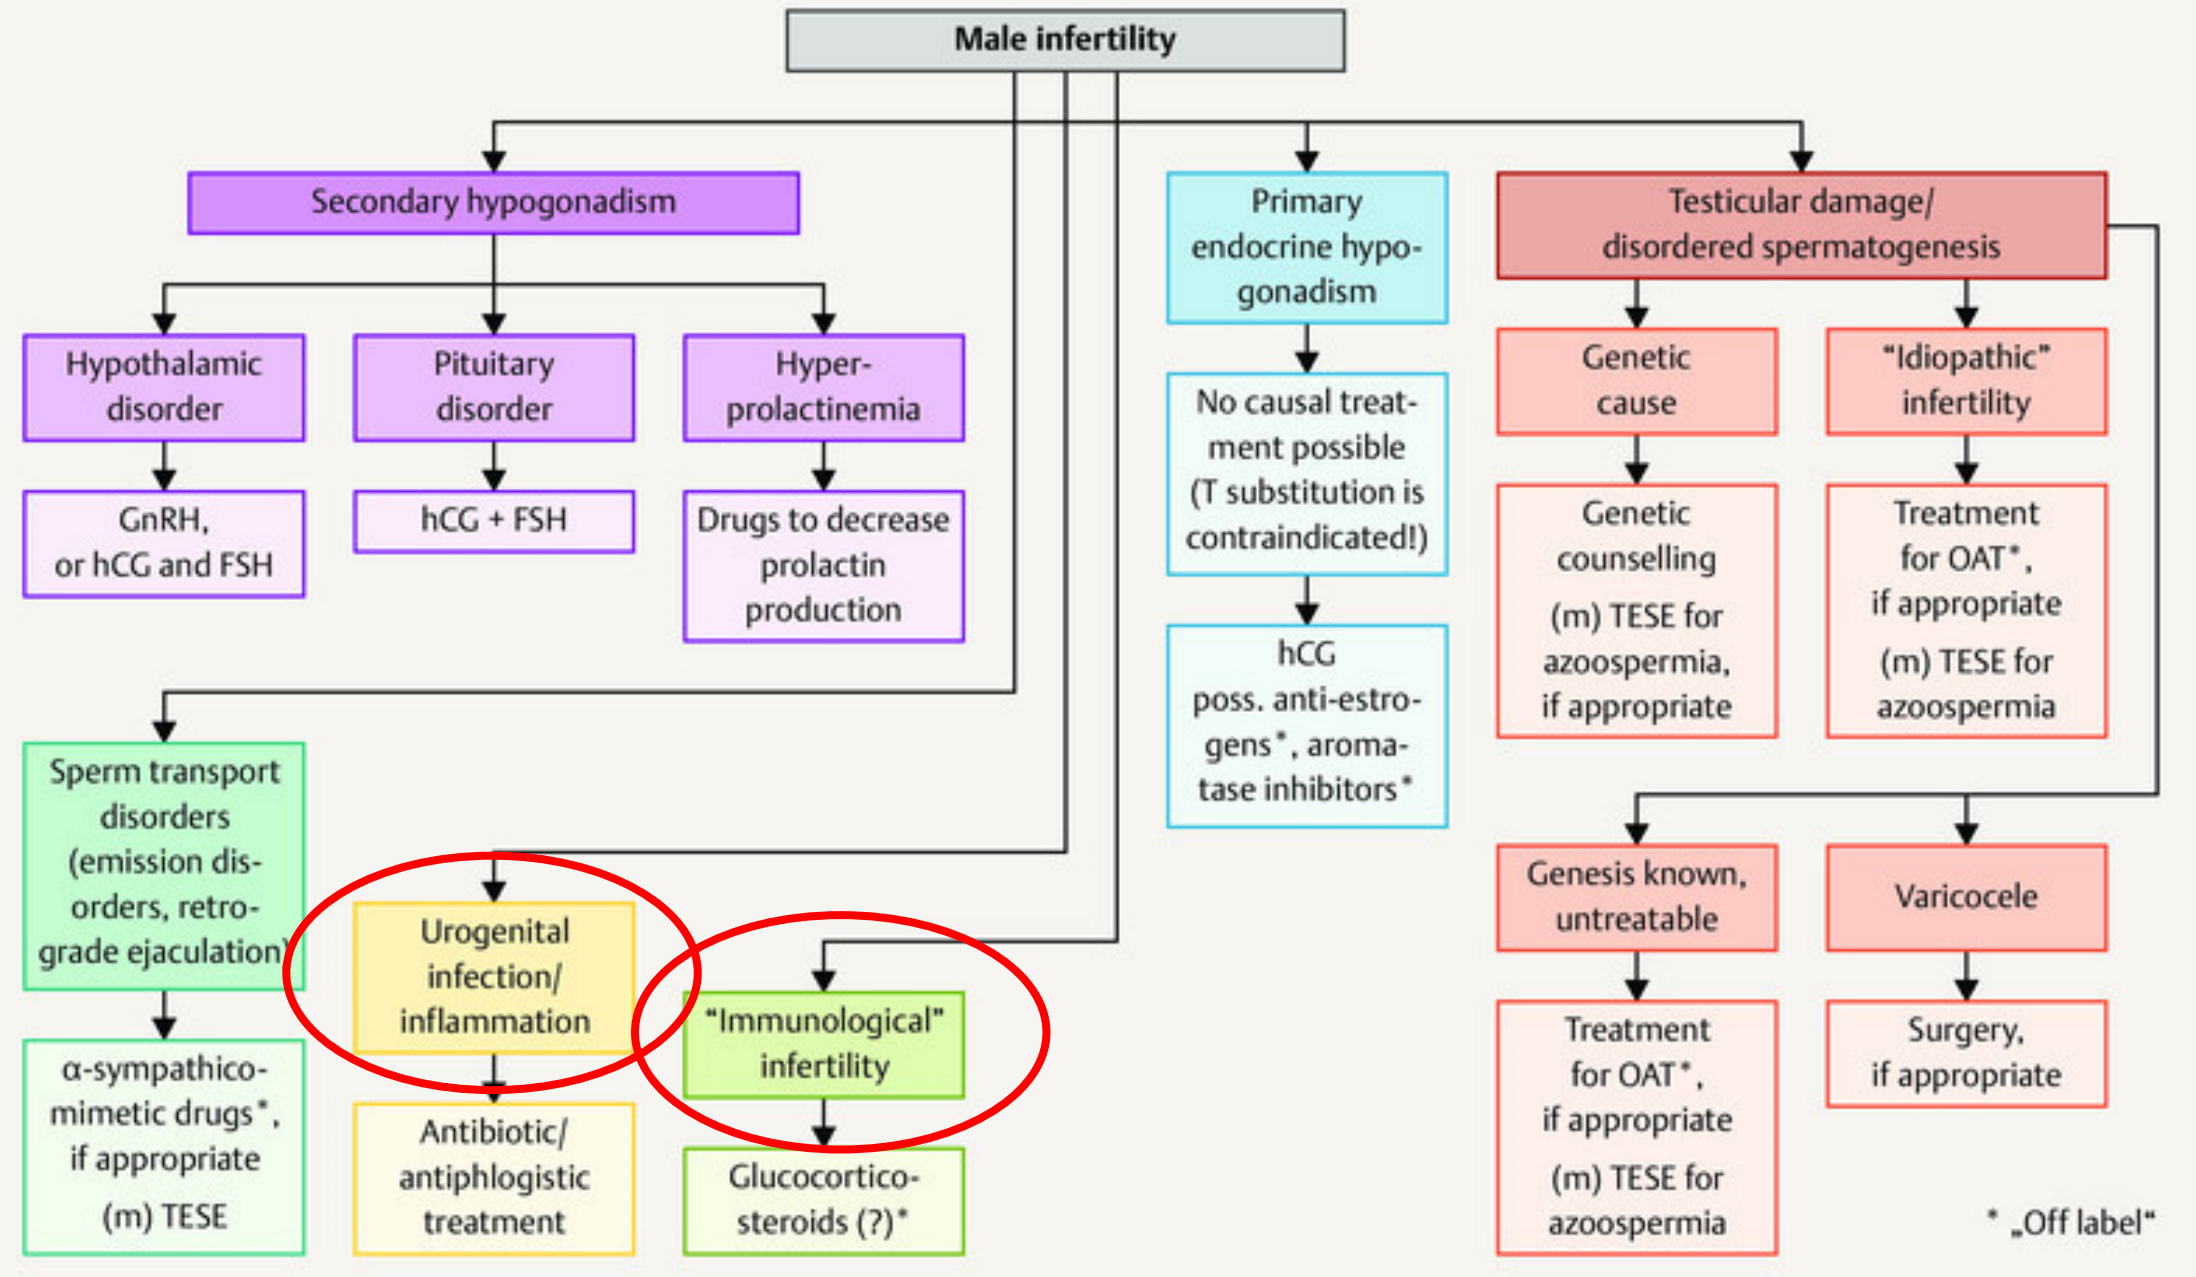 Male infertility
Secondary hypogonadism
Hypothalamic
disorder
GnRH,
or hCG and FSH
Pituitary
disorder
hCG + FSH
Hyper-
prolactinemia
Drugs to decrease
prolactin
production
Primary
endocrine hypo-
gonadism
No causal treat-
ment possible
(T substitution is
contraindicated!)
hCG
poss. anti-estro-
gens*, aroma-
tase inhibitors*
Testicular damage/
disordered spermatogenesis
Genetic
cause
Genetic
counselling
(m) TESE for
azoospermia,
if appropriate
“Idiopathic”
infertility
Treatment
for OAT*,
if appropriate
(m) TESE for
azoospermia
Sperm transport
disorders
(emission dis-
orders, retro-
grade ejaculation)
α-sympathico-
mimetic drugs*,
if appropriate
(m) TESE
Urogenital
infection/
inflammation
Antibiotic/
antiphlogistic
treatment
“Immunological”
infertility
Glucocortico-
steroids (?)*
Genesis known,
untreatable
Treatment
for OAT*,
if appropriate
(m) TESE for
azoospermia
Varicocele
Surgery,
if appropriate
* „Off label“